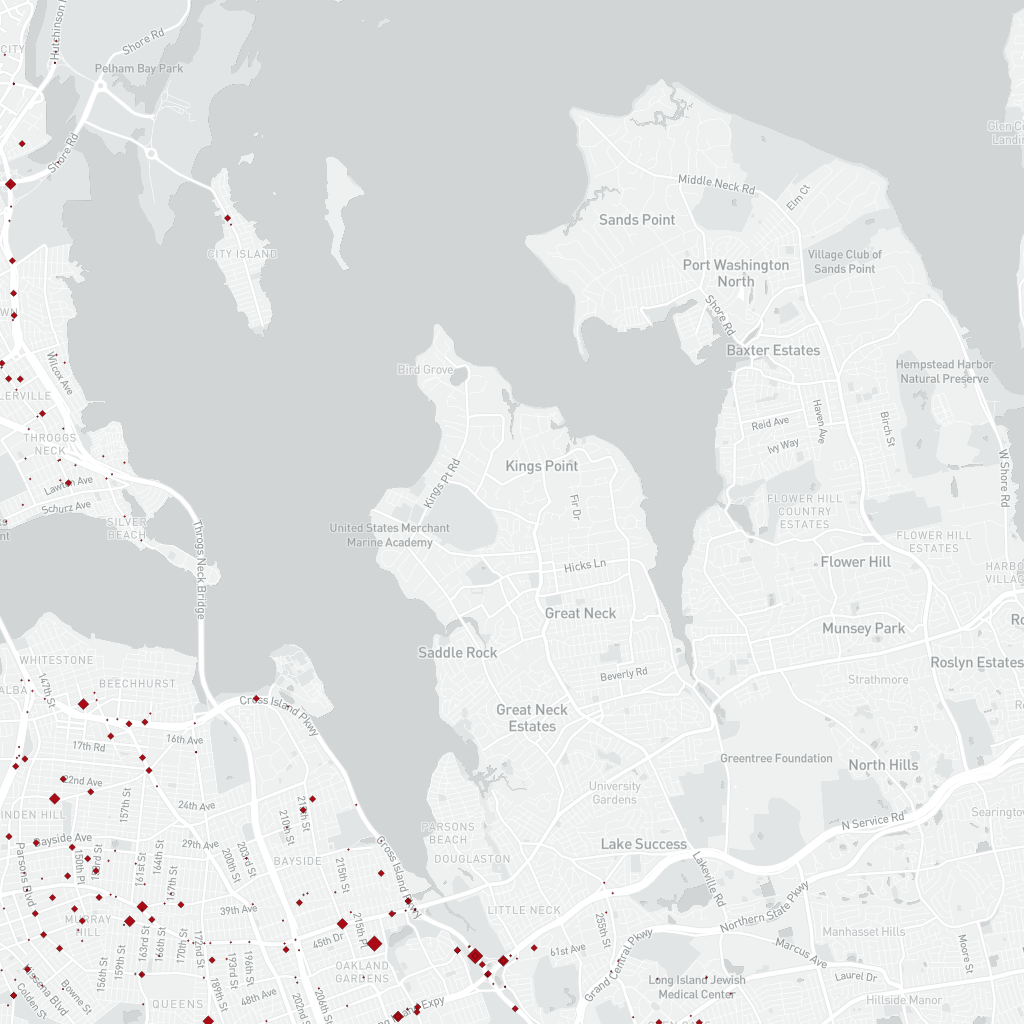 CITY
Shore Rd
Pelham Bay Park
Shore Rd
Middle Neck Rd
Elm Ct
Sands Point
CITY ISLAND
Village Club of
Sands Point
Port Washington
North
Shore Rd
Baxter Estates
Wilcox Ave
Bird Grove
Hempstead Harbor
Natural Preserve
THROGGS
NECK
Reid Ave
Haven Ave
Birch St
Ivy Way
Kings Point
Kings Pt Rd
W Shore Rd
Lawton Ave
Schurz Ave
Fir Dr
FLOWER HILL
COUNTRY
ESTATES
SILVER
BEACH
United States Merchant
Marine Academy
FLOWER HILL
ESTATES
Throgs Neck Bridge
Hicks Ln
Flower Hill
Great Neck
Munsey Park
WHITESTONE
Saddle Rock
Roslyn Estates
147th St
BEECHHURST
Beverly Rd
Strathmore
Cross Island Pkwy
Great Neck
Estates
17th Rd
16th Ave
Greentree Foundation
North Hills
22nd Ave
157th St
24th Ave
210th St
University
Gardens
N Service Rd
Bayside Ave
29th Ave
PARSONS
BEACH
Lake Success
Parsons Blvd
150th Pl
161st St
164th St
167th St
200th St
203rd St
BAYSIDE
215th St
Cross Island Pkwy
DOUGLASTON
Lakeville Rd
MURRAY
HILL
39th Ave
LITTLE NECK
Northern State Pkwy
156th St
159th St
163rd St
166th St
170th St
172nd St
193rd St
196th St
45th Dr
215th Pl
255th St
61st Ave
Manhasset Hills
Marcus Ave
Moore St
Kissena Blvd
Colden St
Bowne St
OAKLAND
GARDENS
Grand Central Pkwy
Long Island Jewish
Medical Center
Laurel Dr
QUEENS
189th St
48th Ave
202nd St
206th St
Hillside Manor